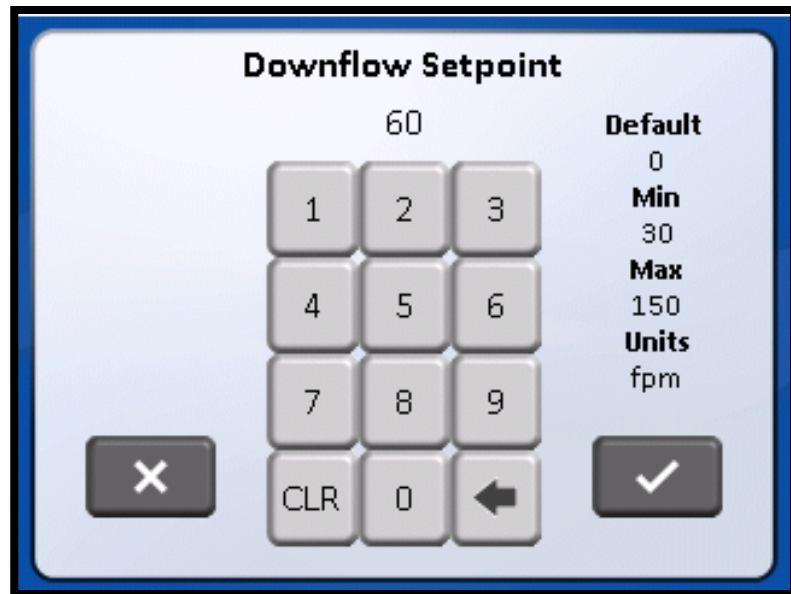 Downflow Setpoint
60
Default
0
Min
30
Max
150
Units
fpm
1 2 3
4 5 6
7 8 9
CLR 0